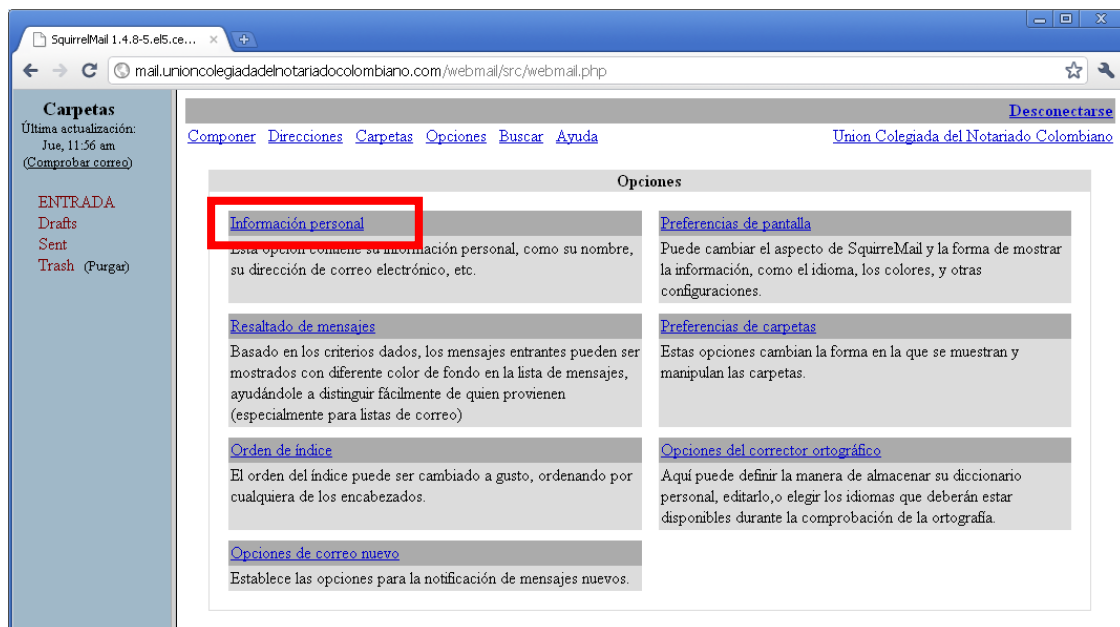 SquirrelMail 1.4.8-5.el5.ce...
mail.unioncolegiadadelnotariadocolombiano.com/webmail/src/webmail.php
Carpetas
Última actualización:
Jue, 11:56 am
(Comprobar correo)
ENTRADA
Drafts
Sent
Trash (Purgar)
Desconectarse
Componer Direcciones Carpetas Opciones Buscar Ayuda
Union Colegiada del Notariado Colombiano
Opciones
Información personal
Esta opción contiene su información personal, como su nombre,
su dirección de correo electrónico, etc.
Preferencias de pantalla
Puede cambiar el aspecto de SquirreMail y la forma de mostrar
la información, como el idioma, los colores, y otras
configuraciones.
Resaltado de mensajes
Basado en los criterios dados, los mensajes entrantes pueden ser
mostrados con diferente color de fondo en la lista de mensajes,
ayudándole a distinguir fácilmente de quien provienen
(especialmente para listas de correo)
Preferencias de carpetas
Estas opciones cambian la forma en la que se muestran y
manipulan las carpetas.
Orden de índice
El orden del índice puede ser cambiado a gusto, ordenando por
cualquiera de los encabezados.
Opciones del corrector ortográfico
Aquí puede definir la manera de almacenar su diccionario
personal, editarlo,o elegir los idiomas que deberán estar
disponibles durante la comprobación de la ortografía.
Opciones de correo nuevo
Establece las opciones para la notificación de mensajes nuevos.